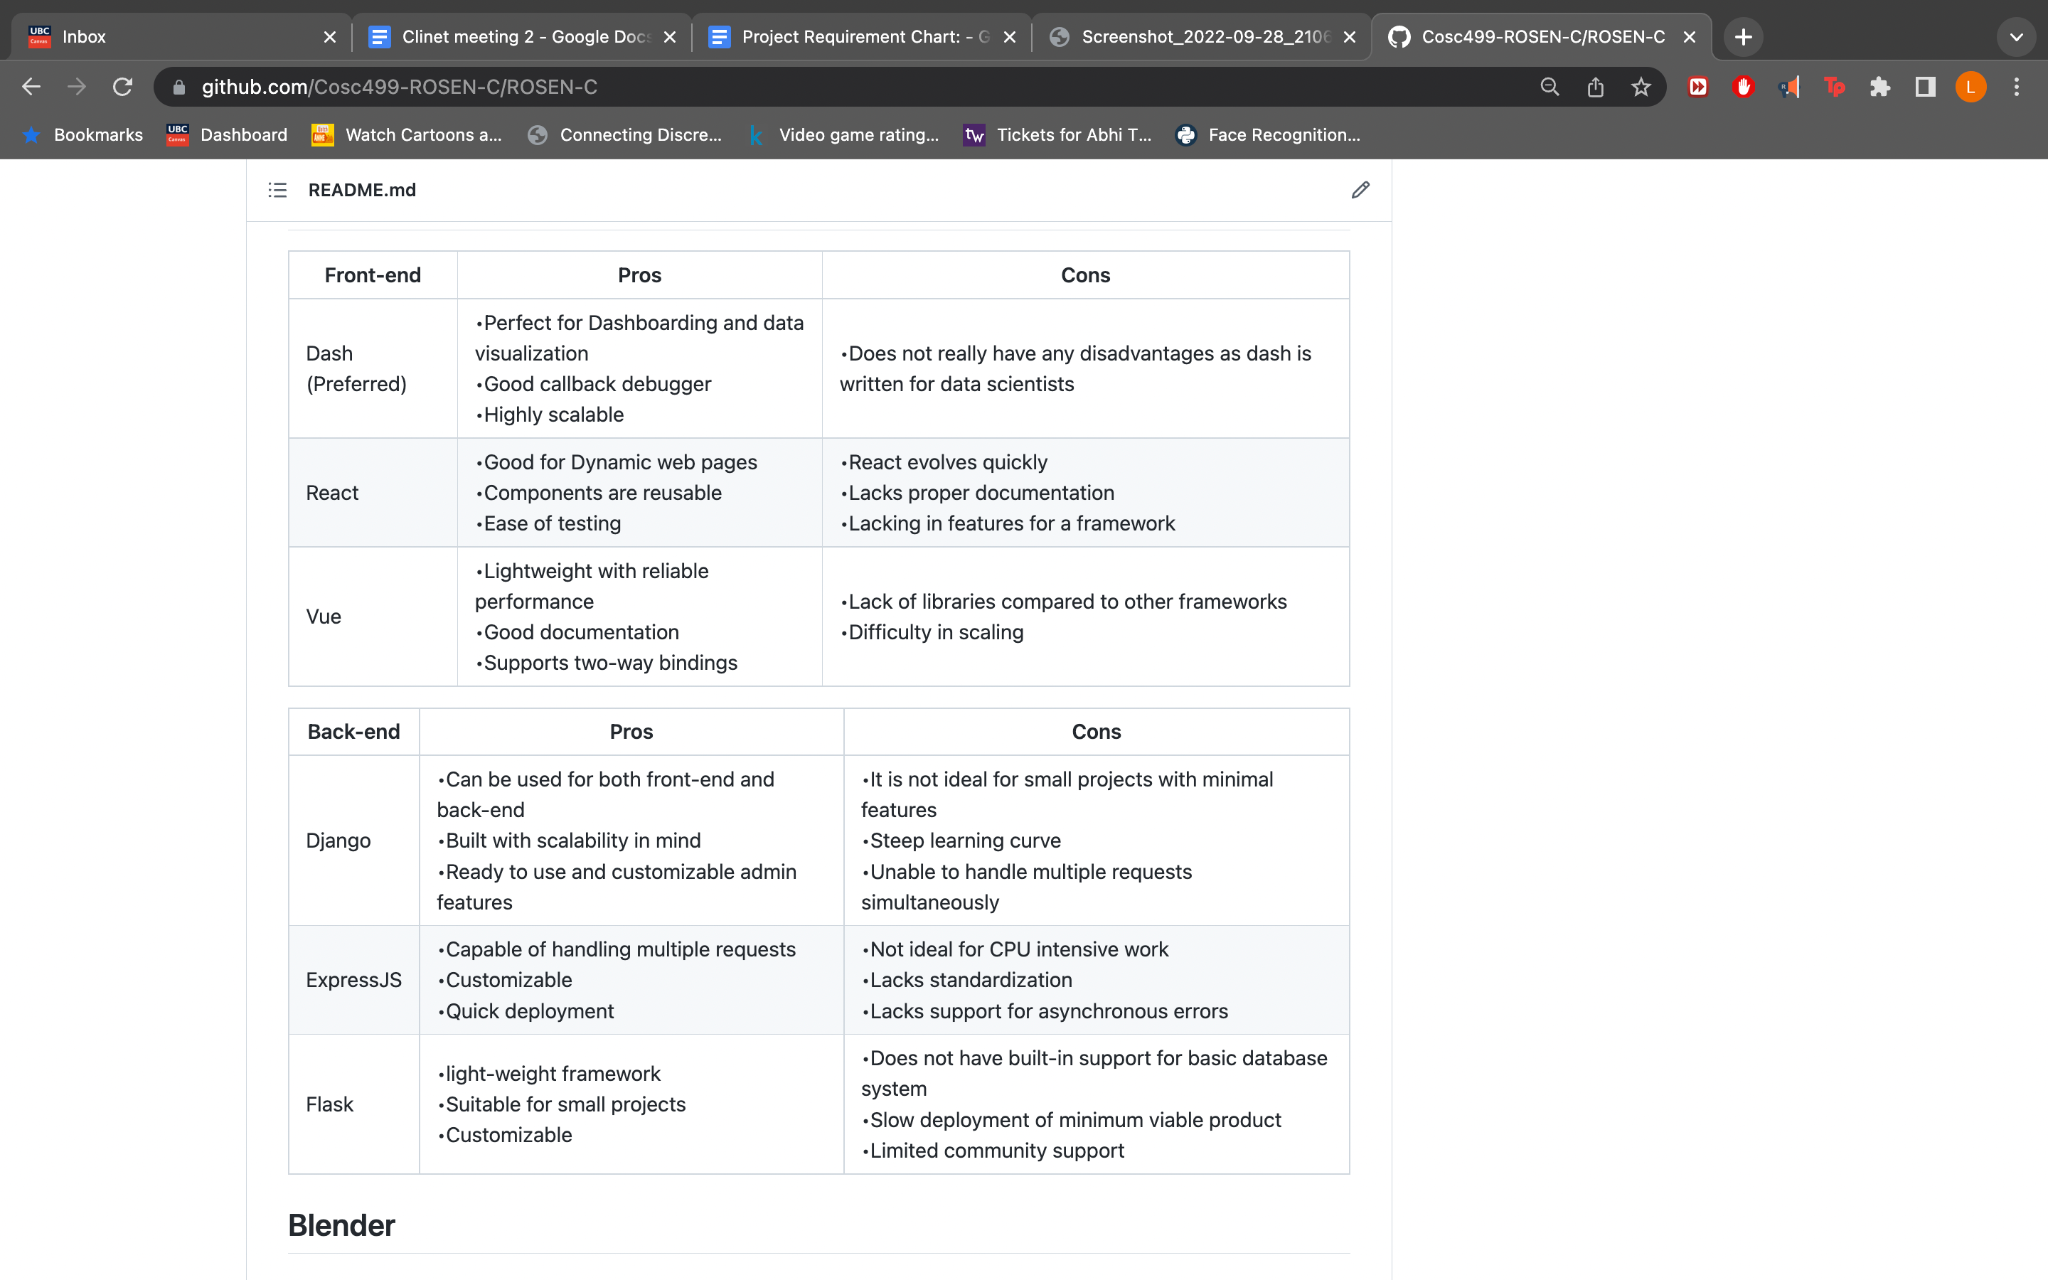 UBC
Canvas
Inbox
Clinet meeting 2 - Google Docs
Project Requirement Chart: - G
Screenshot_2022-09-28_2106
Cosc499-ROSEN-C/ROSEN-C
github.com/Cosc499-ROSEN-C/ROSEN-C
Tp
L
Bookmarks
UBC
Canvas
Dashboard
Watch Cartoons a...
Connecting Discre...
k
Video game rating...
tw
Tickets for Abhi T...
Face Recognition...
README.md
Front-end
Pros
Cons
Dash
(Preferred)
•Perfect for Dashboarding and data
visualization
•Good callback debugger
•Highly scalable
•Does not really have any disadvantages as dash is
written for data scientists
React
•Good for Dynamic web pages
•Components are reusable
•Ease of testing
•React evolves quickly
•Lacks proper documentation
•Lacking in features for a framework
Vue
•Lightweight with reliable
performance
•Good documentation
•Supports two-way bindings
•Lack of libraries compared to other frameworks
•Difficulty in scaling
Back-end
Pros
Cons
Django
•Can be used for both front-end and
back-end
•Built with scalability in mind
•Ready to use and customizable admin
features
•It is not ideal for small projects with minimal
features
•Steep learning curve
•Unable to handle multiple requests
simultaneously
ExpressJS
•Capable of handling multiple requests
•Customizable
•Quick deployment
•Not ideal for CPU intensive work
•Lacks standardization
•Lacks support for asynchronous errors
Flask
•light-weight framework
•Suitable for small projects
•Customizable
•Does not have built-in support for basic database
system
•Slow deployment of minimum viable product
•Limited community support
Blender